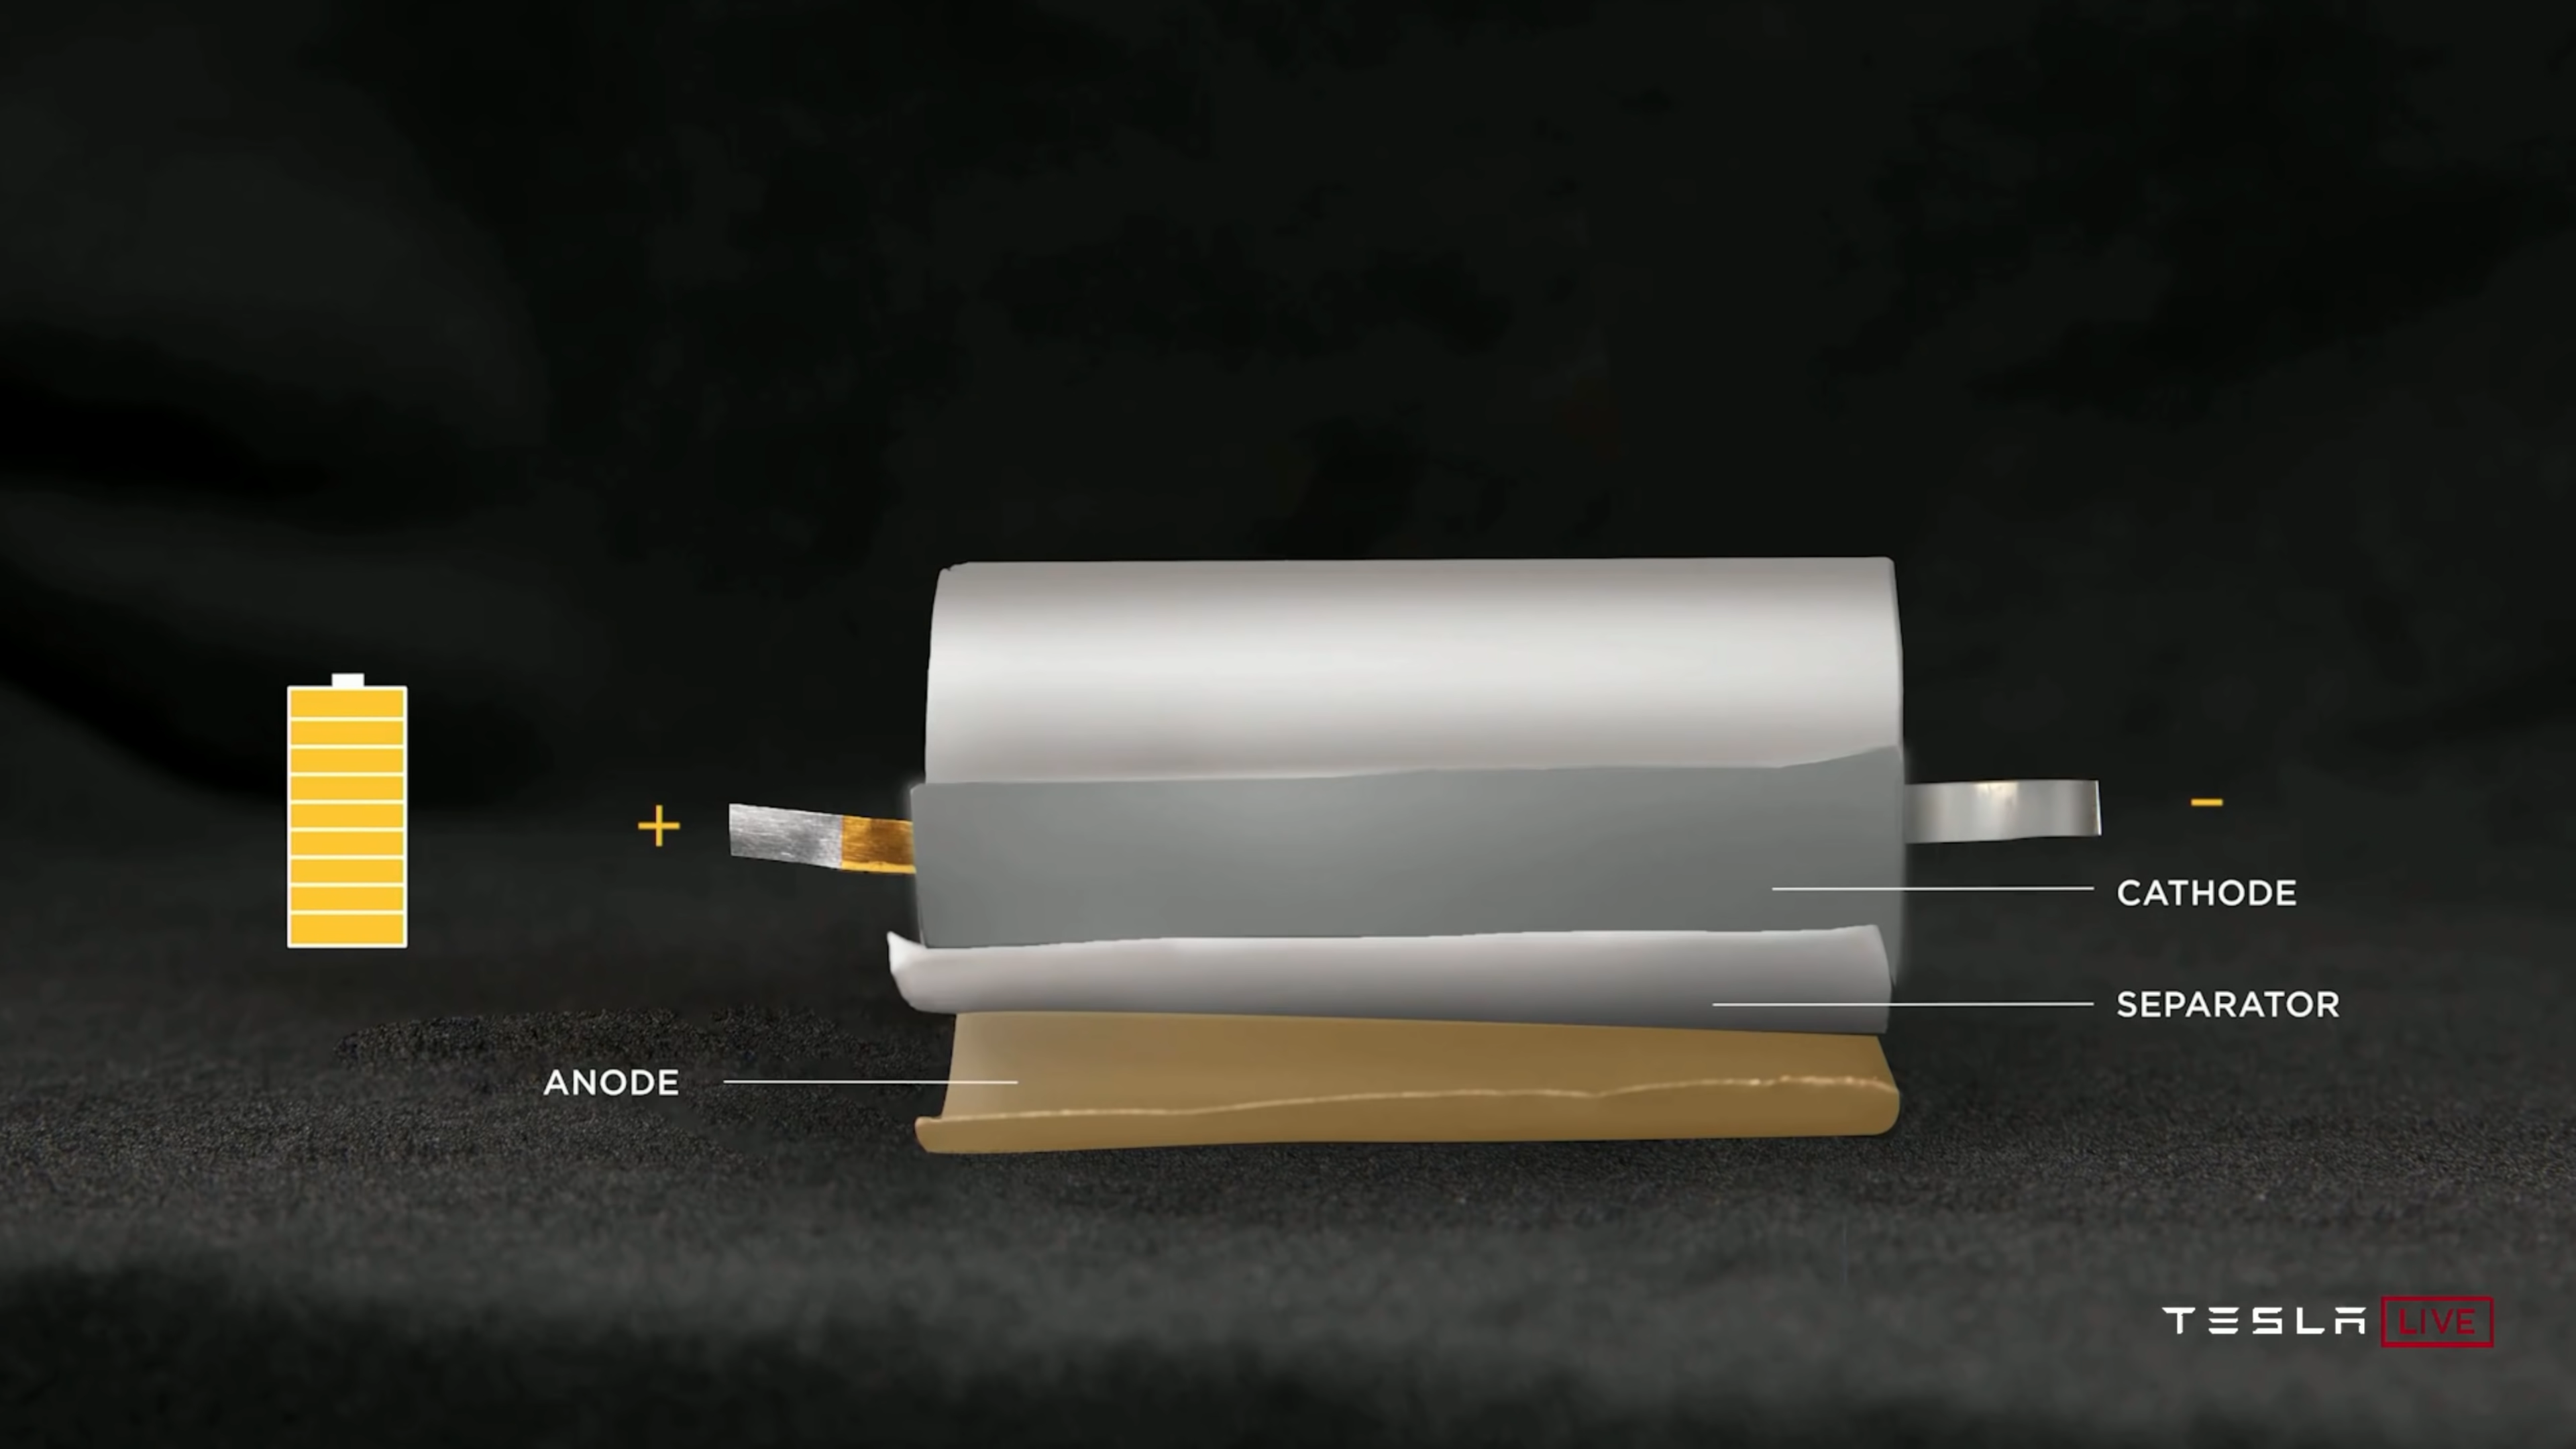 +
-
CATHODE
SEPARATOR
ANODE
TESLA LIVE